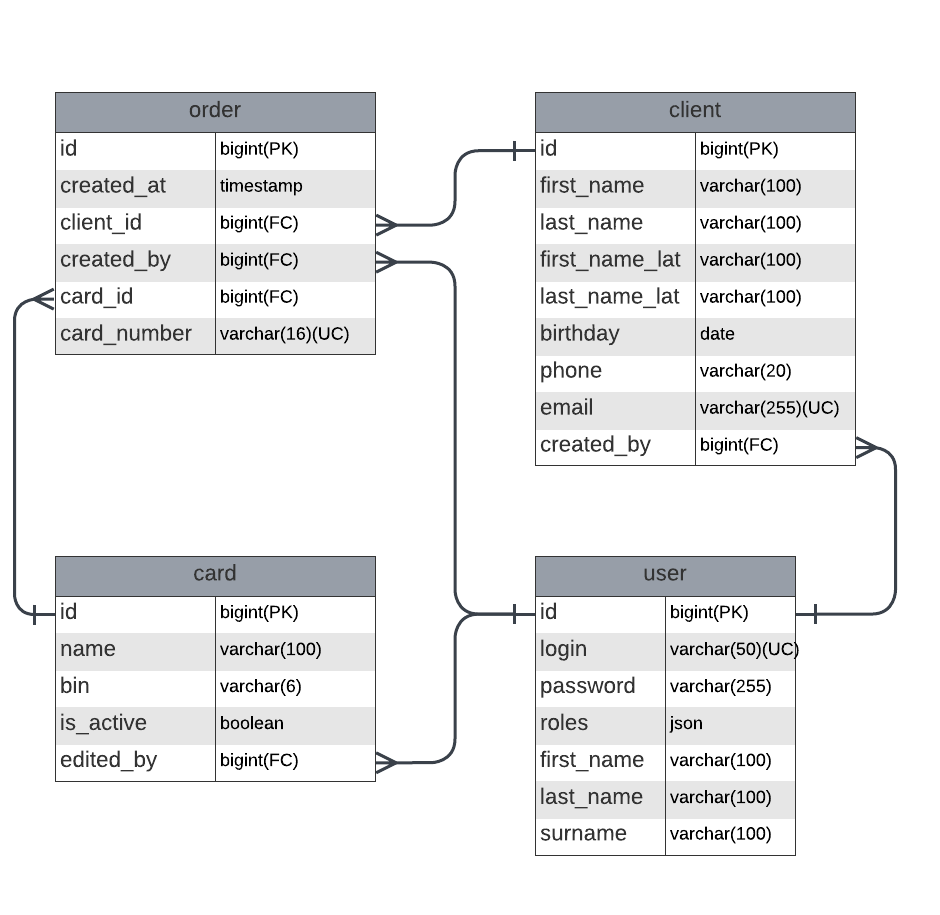 order
id bigint(PK)
created_at timestamp
client_id bigint(FC)
created_by bigint(FC)
card_id bigint(FC)
card_number varchar(16)(UC)
client
id bigint(PK)
first_name varchar(100)
last_name varchar(100)
first_name_lat varchar(100)
last_name_lat varchar(100)
birthday date
phone varchar(20)
email varchar(255)(UC)
created_by bigint(FC)
card
id bigint(PK)
name varchar(100)
bin varchar(6)
is_active boolean
edited_by bigint(FC)
user
id bigint(PK)
login varchar(50)(UC)
password varchar(255)
roles json
first_name varchar(100)
last_name varchar(100)
surname varchar(100)